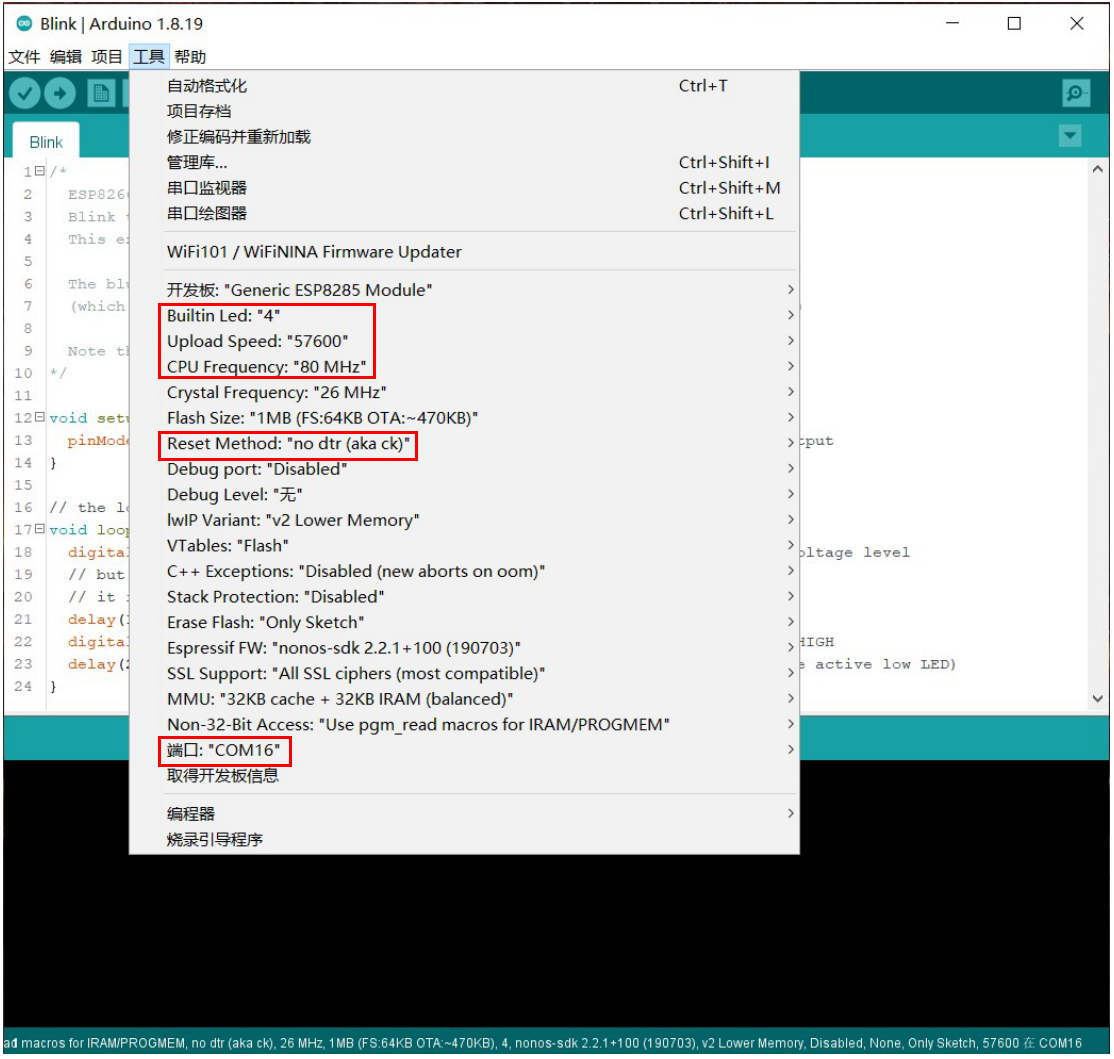 Blink | Arduino 1.8.19
文件 编辑 项目 工具 帮助
自动格式化 Ctrl+T
项目存档
修正编码并重新加载
管理库... Ctrl+Shift+I
串口监视器 Ctrl+Shift+M
串口绘图器 Ctrl+Shift+L
WiFi101 / WiFiNINA Firmware Updater
开发板: "Generic ESP8285 Module"
Builtin Led: "4"
Upload Speed: "57600"
CPU Frequency: "80 MHz"
Crystal Frequency: "26 MHz"
Flash Size: "1MB (FS:64KB OTA:~470KB)"
Reset Method: "no dtr (aka ck)"
Debug port: "Disabled"
Debug Level: "无"
lwIP Variant: "v2 Lower Memory"
VTables: "Flash"
C++ Exceptions: "Disabled (new aborts on oom)"
Stack Protection: "Disabled"
Erase Flash: "Only Sketch"
Espressif FW: "nonos-sdk 2.2.1+100 (190703)"
SSL Support: "All SSL ciphers (most compatible)"
MMU: "32KB cache + 32KB IRAM (balanced)"
Non-32-Bit Access: "Use pgm_read macros for IRAM/PROGMEM"
端口: "COM16"
取得开发板信息
编程器
烧录引导程序
Blink
1 /*
2 ESP826
3 Blink
4 This e
5
6 The blu
7 (which
8
9 Note t
10 */
11
12 void setu
13 pinMode
14 }
15
16 // the lo
17 void loop
18 digital oltage level
19 // but
20 // it
21 delay(
22 digital HIGH
23 delay(2 e active low LED)
24 }
ad macros for IRAM/PROGMEM, no dtr (aka ck), 26 MHz, 1MB (FS:64KB OTA:~470KB), 4, nonos-sdk 2.2.1+100 (190703), v2 Lower Memory, Disabled, None, Only Sketch, 57600 在 COM16